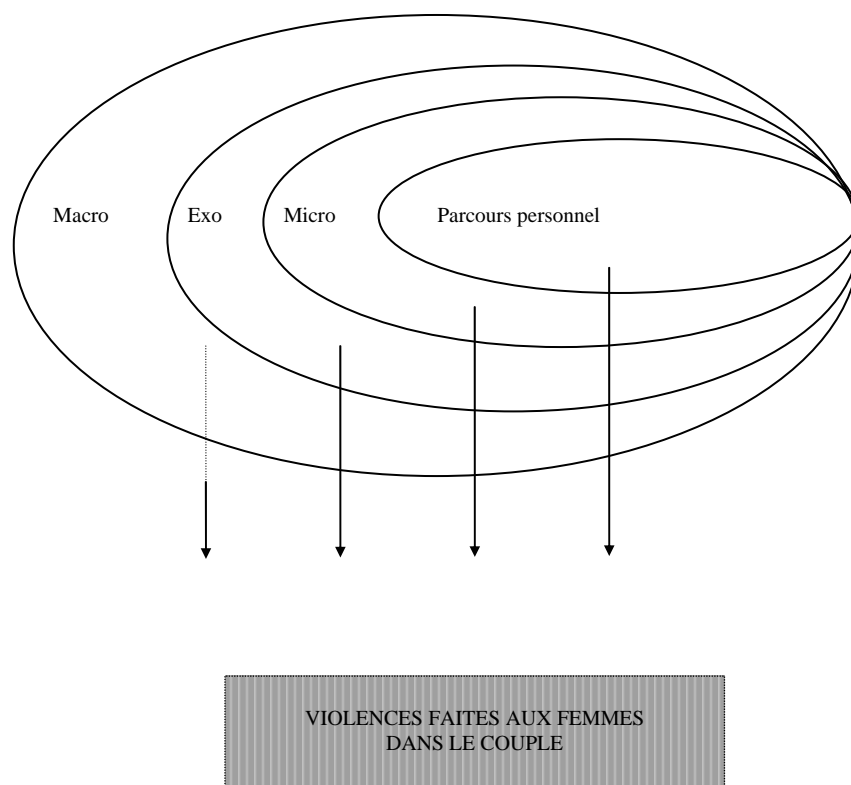 Macro Exo Micro Parcours personnel
VIOLENCES FAITES AUX FEMMES
DANS LE COUPLE